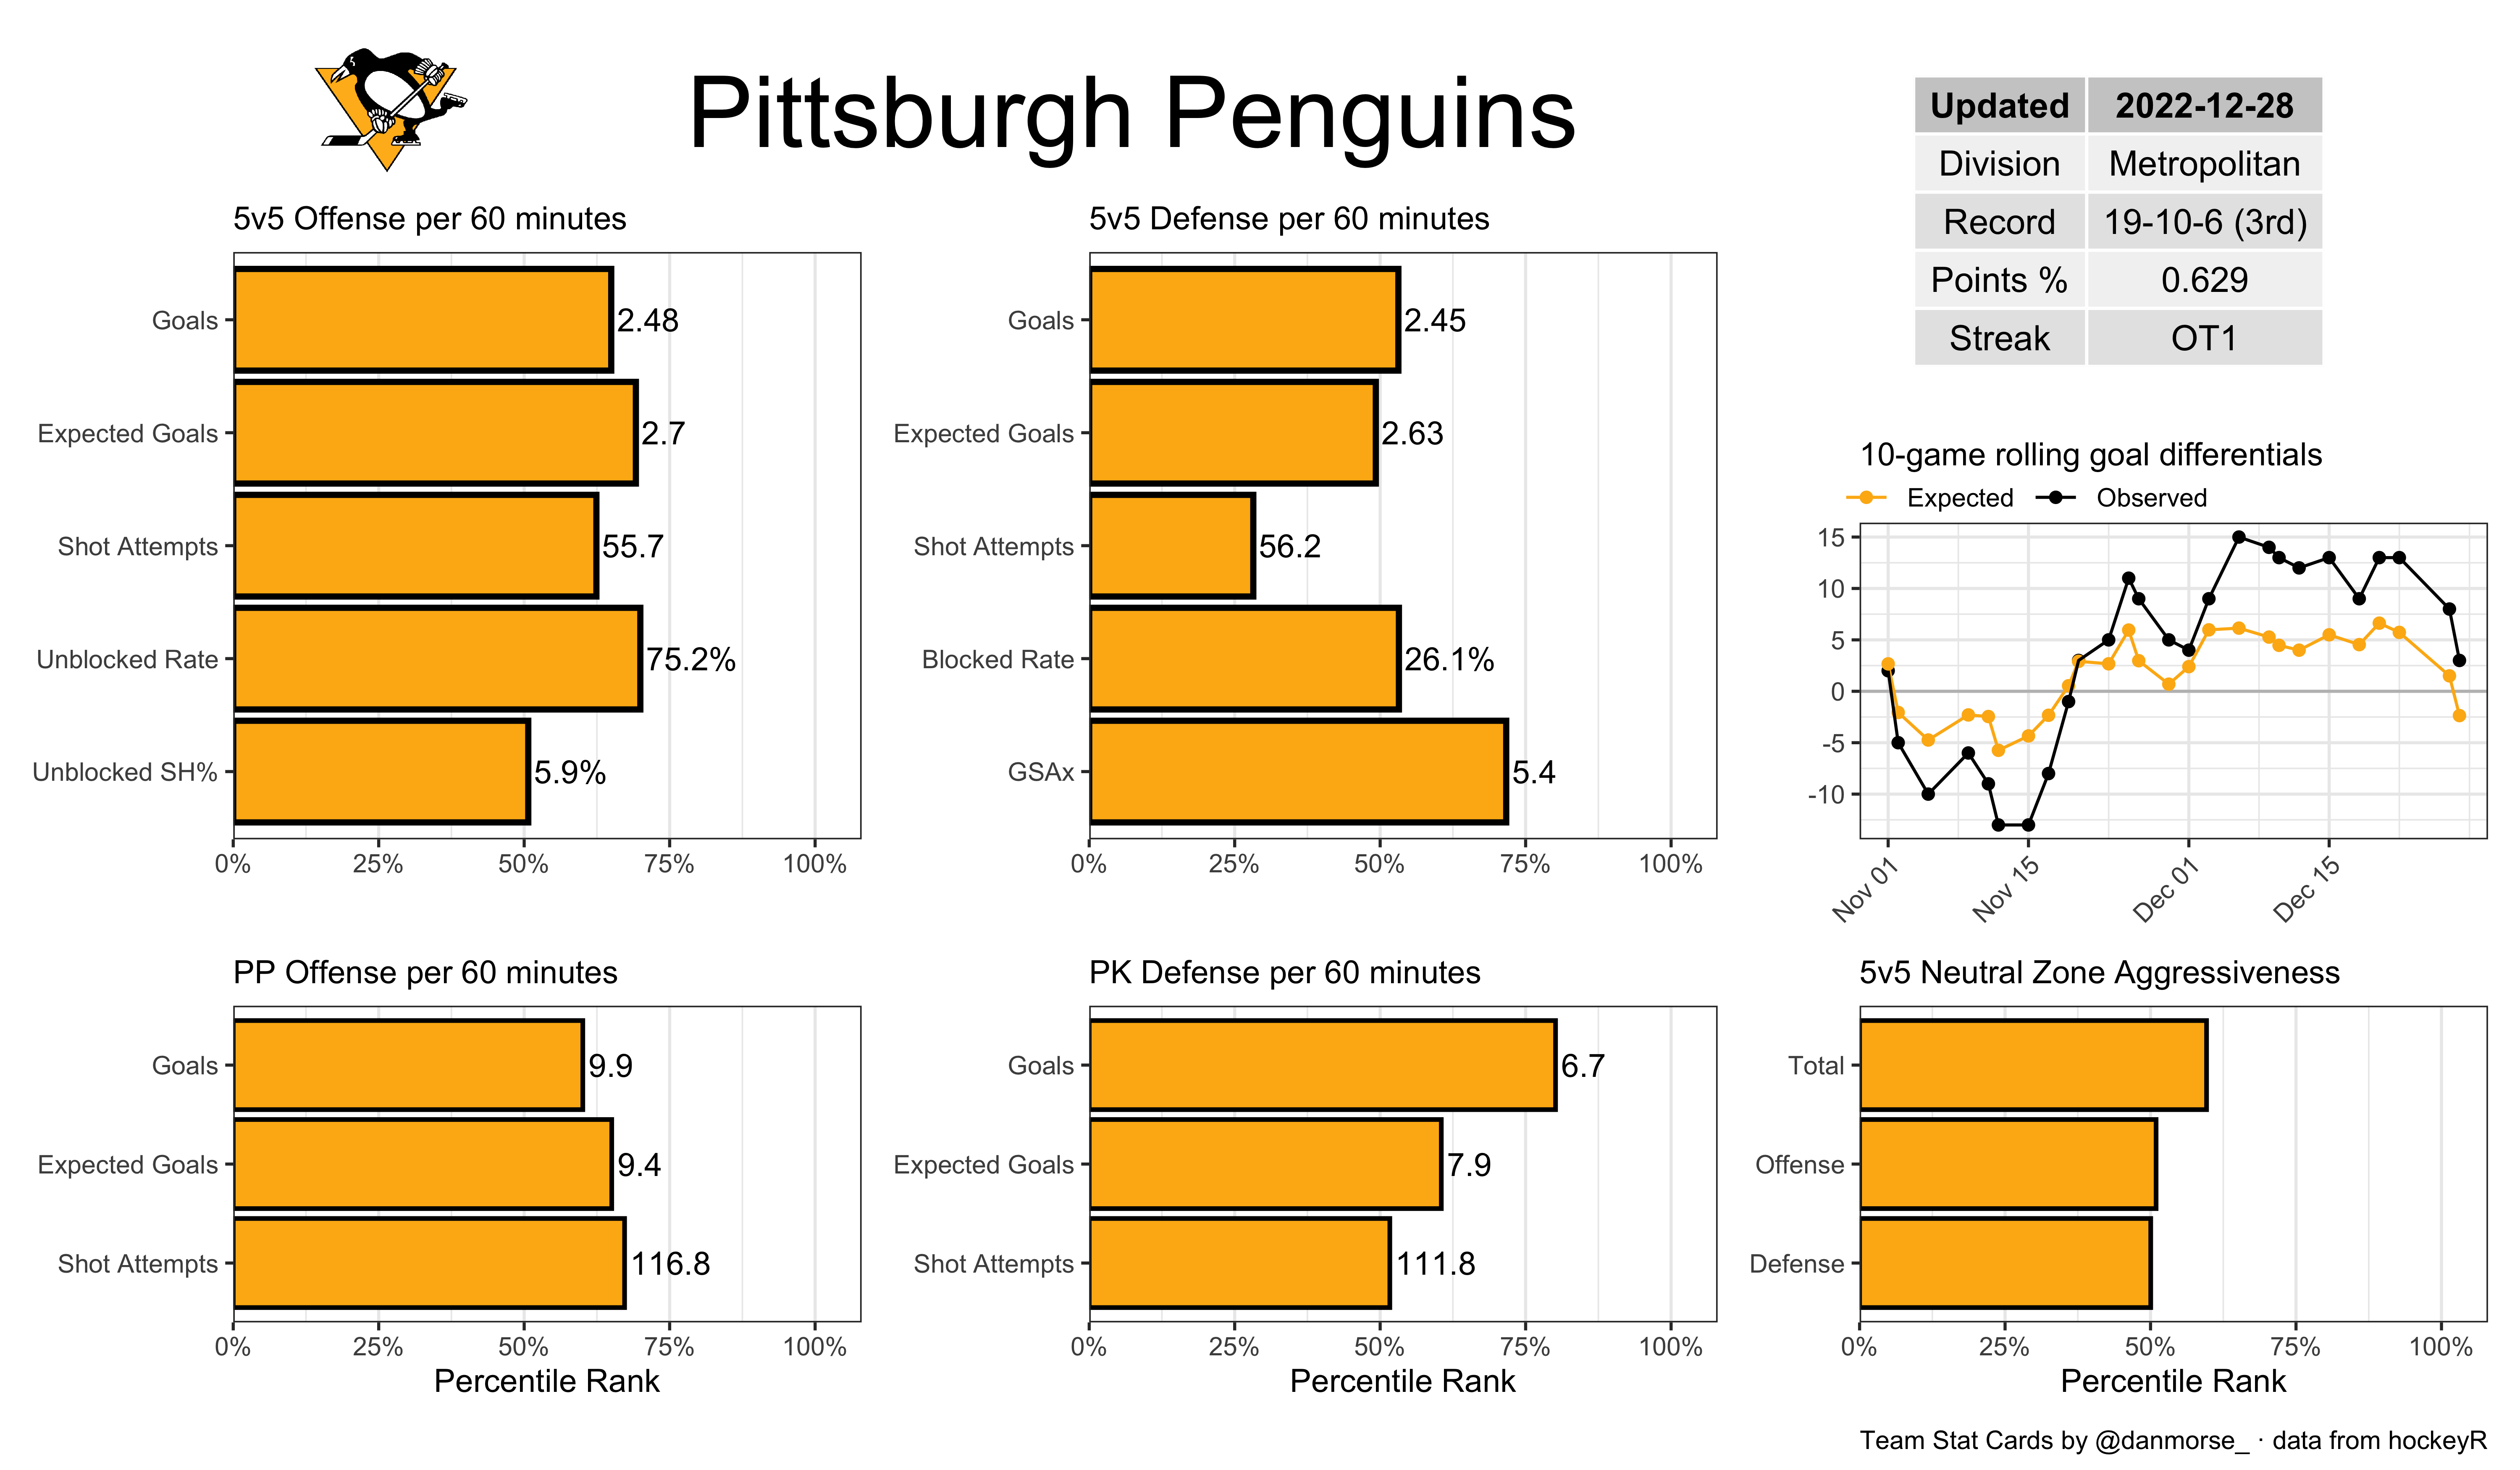 Pittsburgh Penguins
Updated 2022-12-28
Division Metropolitan
Record 19-10-6 (3rd)
Points % 0.629
Streak OT1
5v5 Offense per 60 minutes
Goals 2.48
Expected Goals 2.7
Shot Attempts 55.7
Unblocked Rate 75.2%
Unblocked SH% 5.9%
0% 25% 50% 75% 100%
5v5 Defense per 60 minutes
Goals 2.45
Expected Goals 2.63
Shot Attempts 56.2
Blocked Rate 26.1%
GSAx 5.4
0% 25% 50% 75% 100%
10-game rolling goal differentials
Expected Observed
15
10
5
0
-5
-10
Nov 01 Nov 15 Dec 01 Dec 15
PP Offense per 60 minutes
Goals 9.9
Expected Goals 9.4
Shot Attempts 116.8
0% 25% 50% 75% 100%
Percentile Rank
PK Defense per 60 minutes
Goals 6.7
Expected Goals 7.9
Shot Attempts 111.8
0% 25% 50% 75% 100%
Percentile Rank
5v5 Neutral Zone Aggressiveness
Total
Offense
Defense
0% 25% 50% 75% 100%
Percentile Rank
Team Stat Cards by @danmorse_ · data from hockeyR